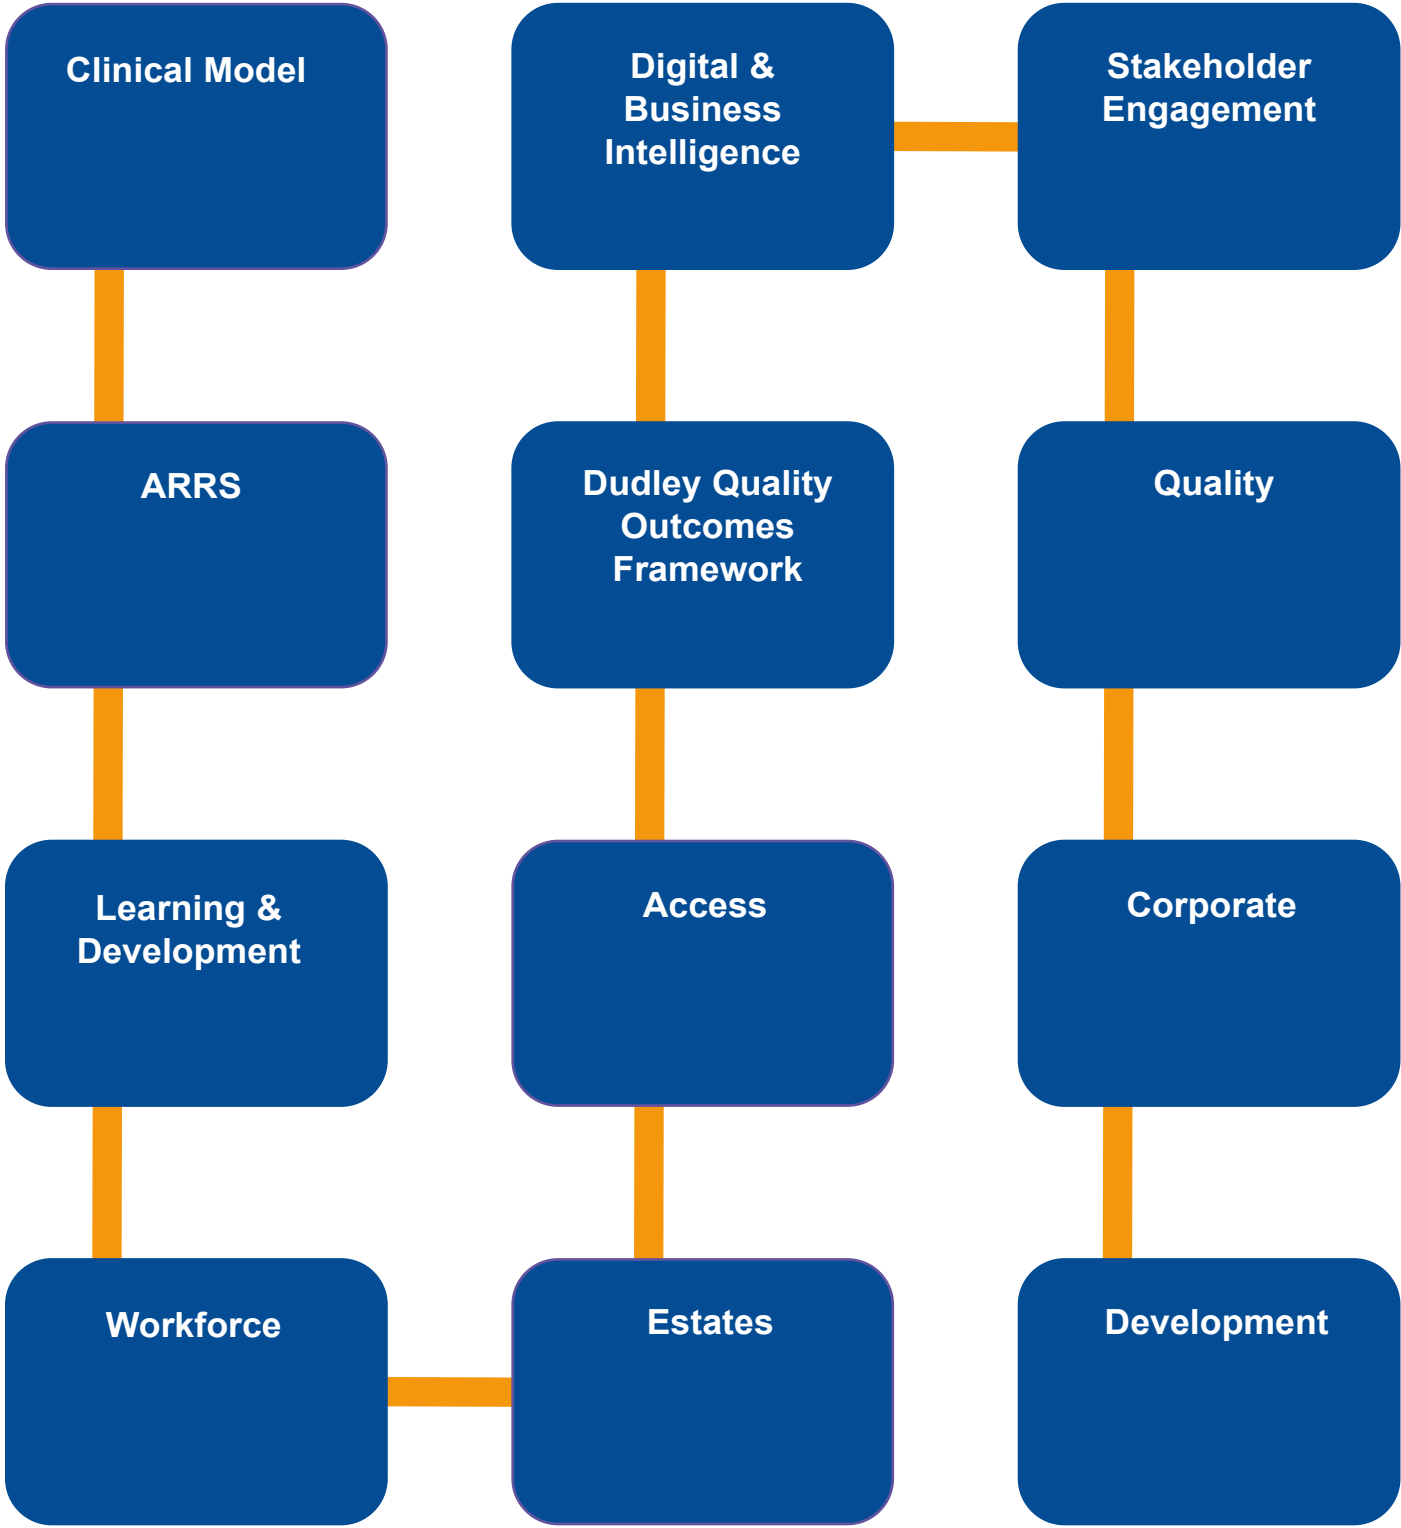 Clinical Model
ARRS
Learning &
Development
Workforce
Estates
Access
Dudley Quality
Outcomes
Framework
Digital &
Business
Intelligence
Stakeholder
Engagement
Quality
Corporate
Development